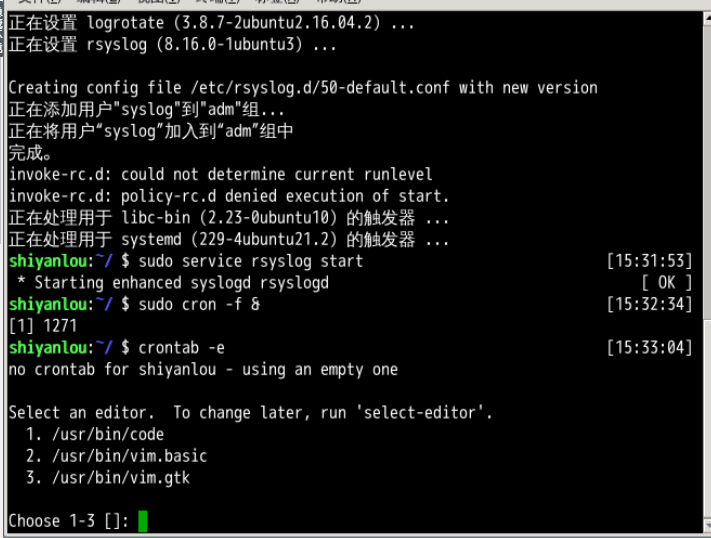 正在设置 logrotate (3.8.7-2ubuntu2.16.04.2) ...
正在设置 rsyslog (8.16.0-1ubuntu3) ...
Creating config file /etc/rsyslog.d/50-default.conf with new version
正在添加用户"syslog"到"adm"组...
正在将用户“syslog”加入到“adm”组中
完成。
invoke-rc.d: could not determine current runlevel
invoke-rc.d: policy-rc.d denied execution of start.
正在处理用于 libc-bin (2.23-0ubuntu10) 的触发器 ...
正在处理用于 systemd (229-4ubuntu21.2) 的触发器 ...
shiyanlou:~/ $ sudo service rsyslog start [15:31:53]
* Starting enhanced syslogd rsyslogd [ OK ]
shiyanlou:~/ $ sudo cron -f & [15:32:34]
[1] 1271
shiyanlou:~/ $ crontab -e [15:33:04]
no crontab for shiyanlou - using an empty one
Select an editor.  To change later, run 'select-editor'.
1. /usr/bin/code
2. /usr/bin/vim.basic
3. /usr/bin/vim.gtk
Choose 1-3 []: